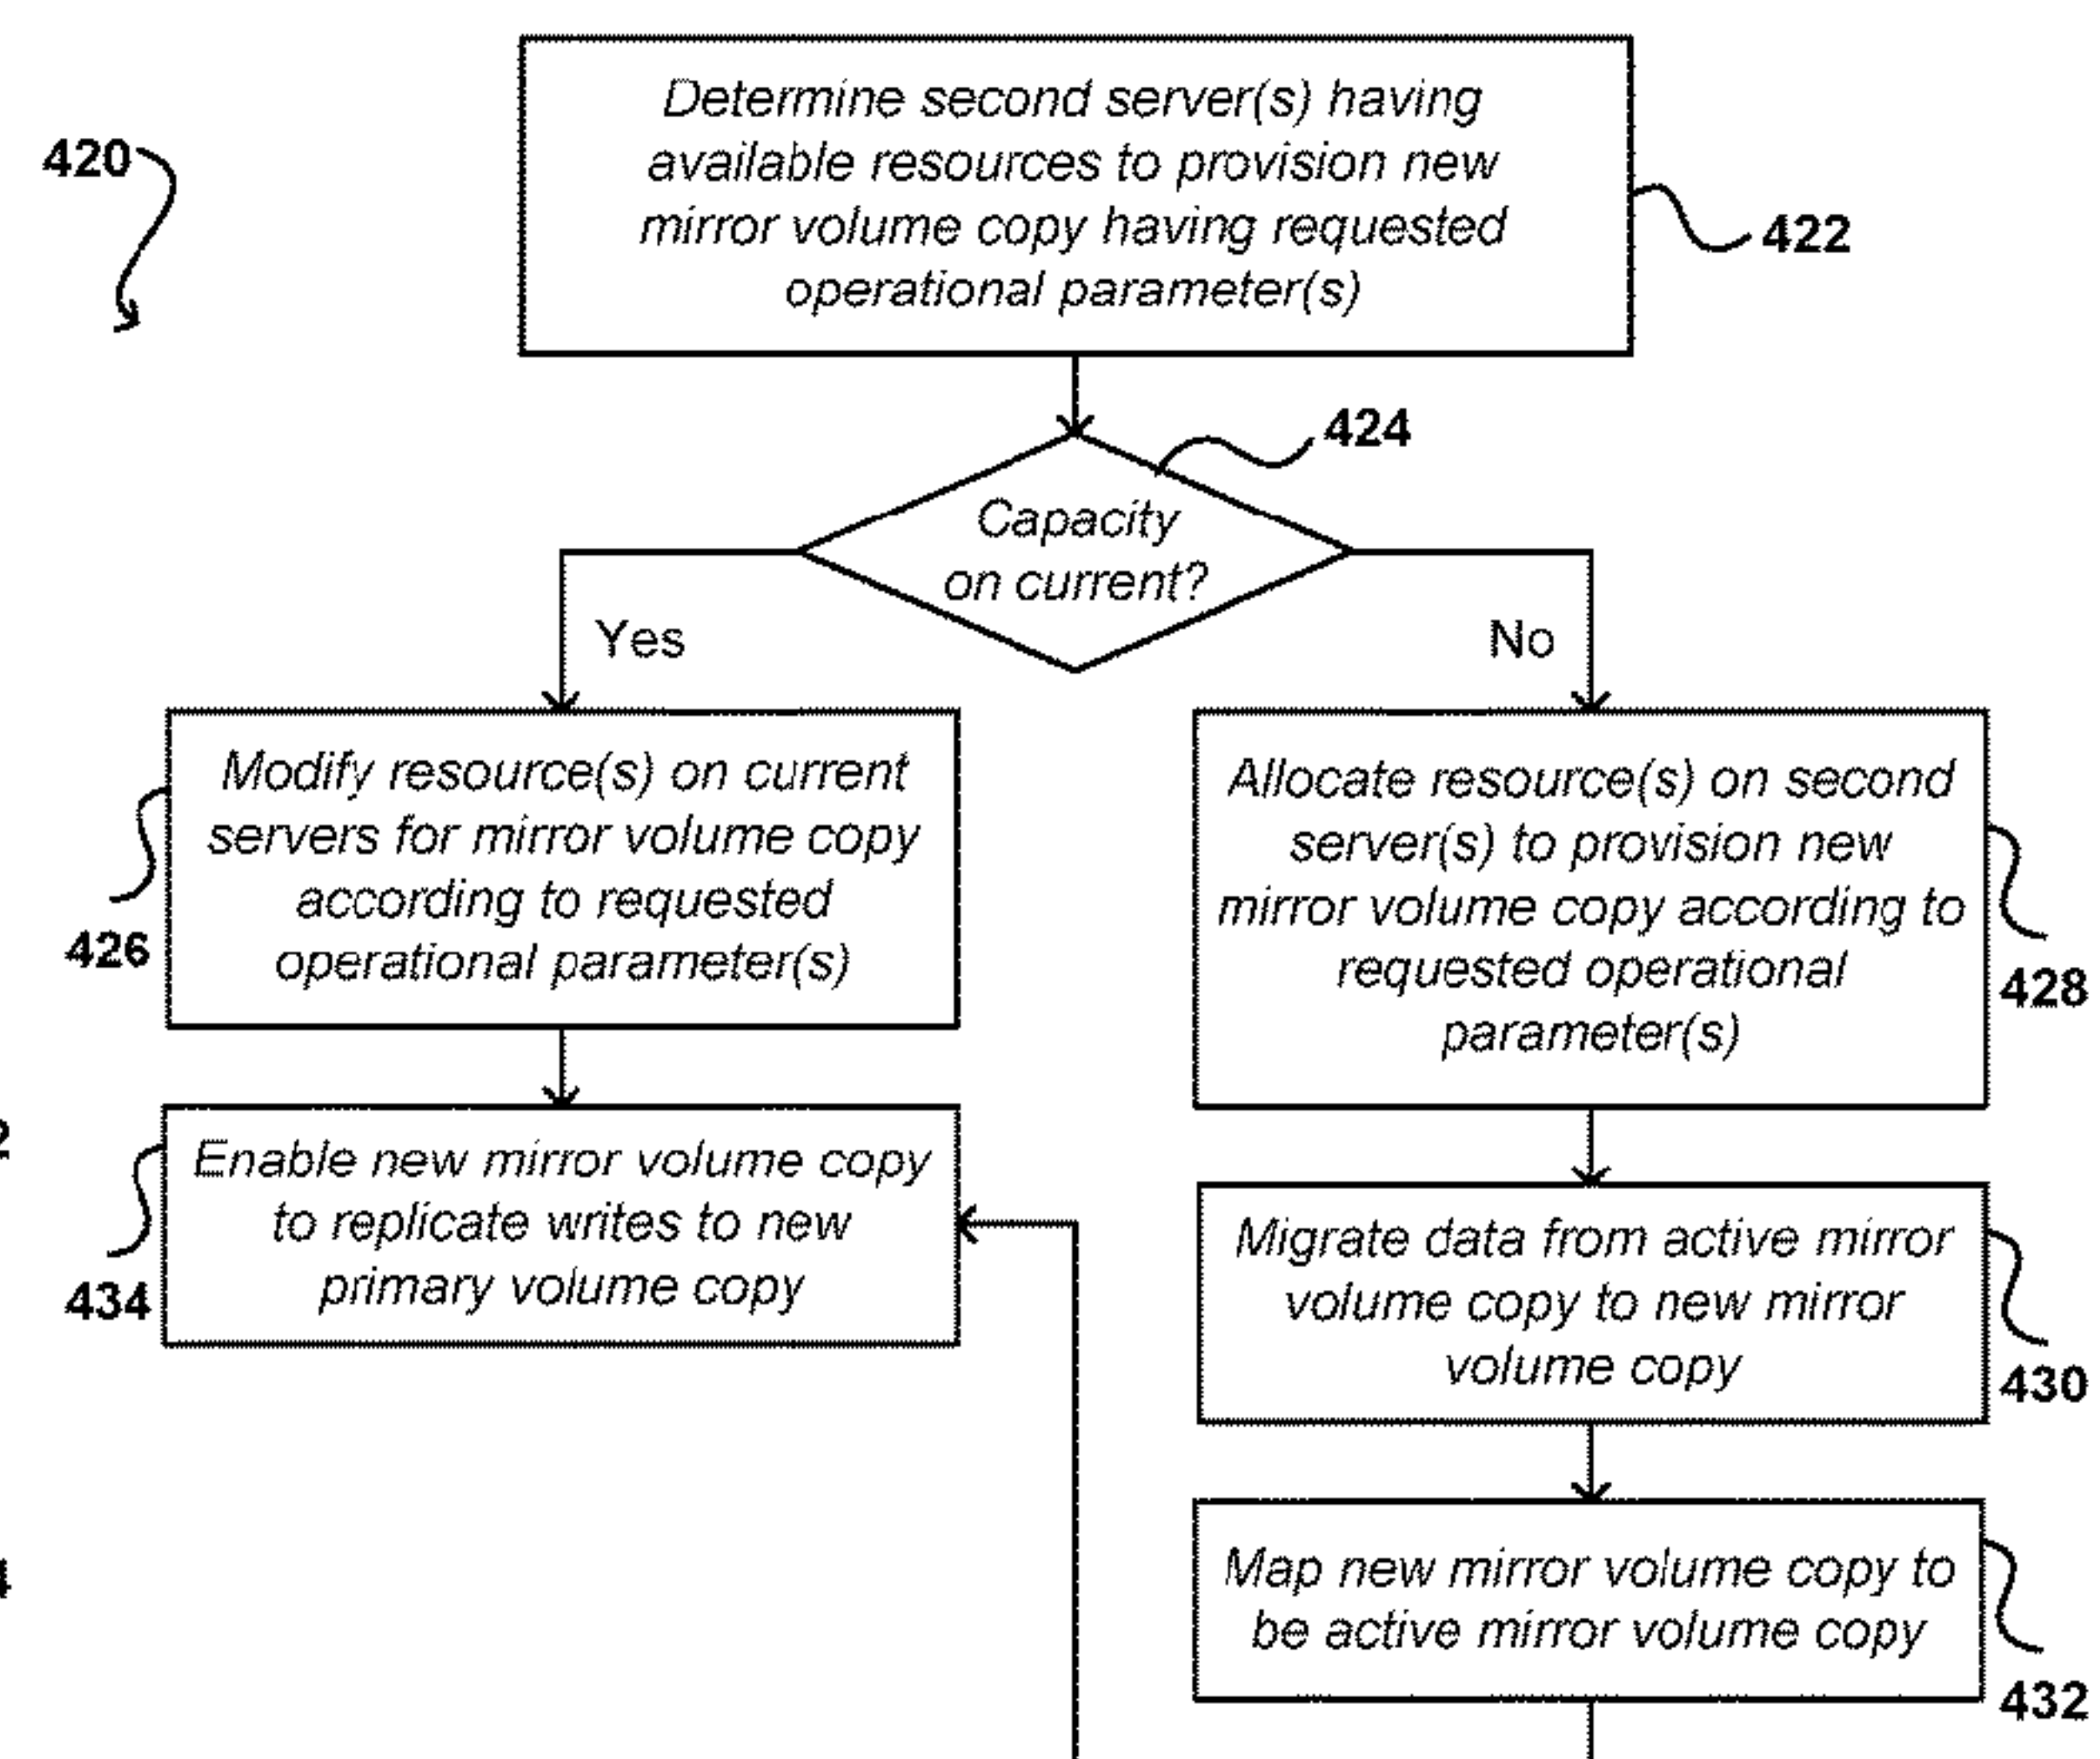 420
Determine second server(s) having
available resources to provision new
mirror volume copy having requested
operational parameter(s)
422
424
Capacity
on current?
Yes
No
Modify resource(s) on current
servers for mirror volume copy
according to requested
operational parameter(s)
426
Allocate resource(s) on second
server(s) to provision new
mirror volume copy according to
requested operational
parameter(s)
428
Enable new mirror volume copy
to replicate writes to new
primary volume copy
434
Migrate data from active mirror
volume copy to new mirror
volume copy
430
Map new mirror volume copy to
be active mirror volume copy
432